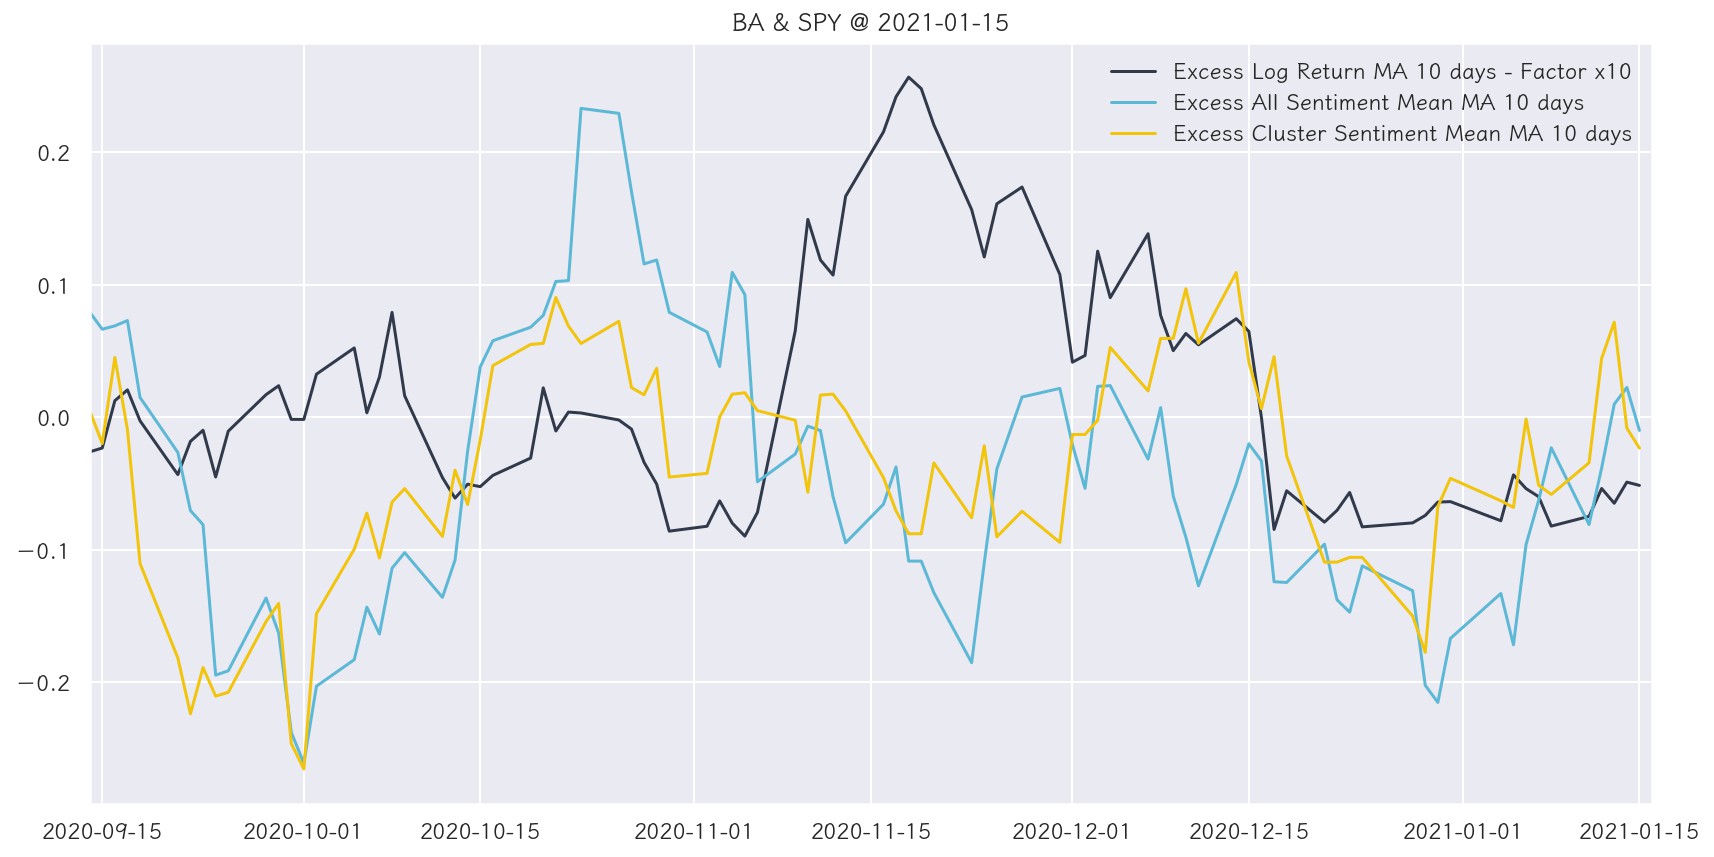 BA & SPY @ 2021-01-15
Excess Log Return MA 10 days - Factor x10
Excess All Sentiment Mean MA 10 days
Excess Cluster Sentiment Mean MA 10 days
0.2
0.1
0.0
−0.1
−0.2
2020-09-15 2020-10-01 2020-10-15 2020-11-01 2020-11-15 2020-12-01 2020-12-15 2021-01-01 2021-01-15